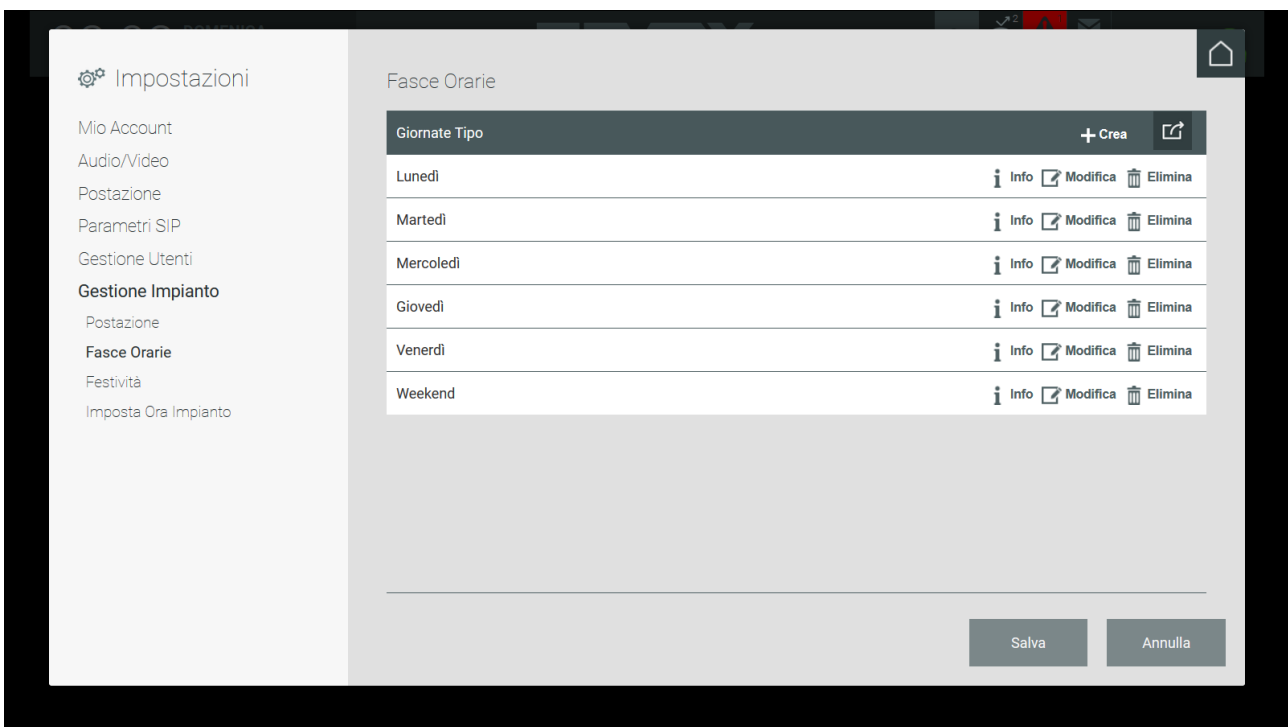 Impostazioni
Mio Account
Audio/Video
Postazione
Parametri SIP
Gestione Utenti
Gestione Impianto
Postazione
Fasce Orarie
Festività
Imposta Ora Impianto
Fasce Orarie
Giornate Tipo Crea
Lunedì Info Modifica Elimina
Martedì Info Modifica Elimina
Mercoledì Info Modifica Elimina
Giovedì Info Modifica Elimina
Venerdì Info Modifica Elimina
Weekend Info Modifica Elimina
Salva Annulla